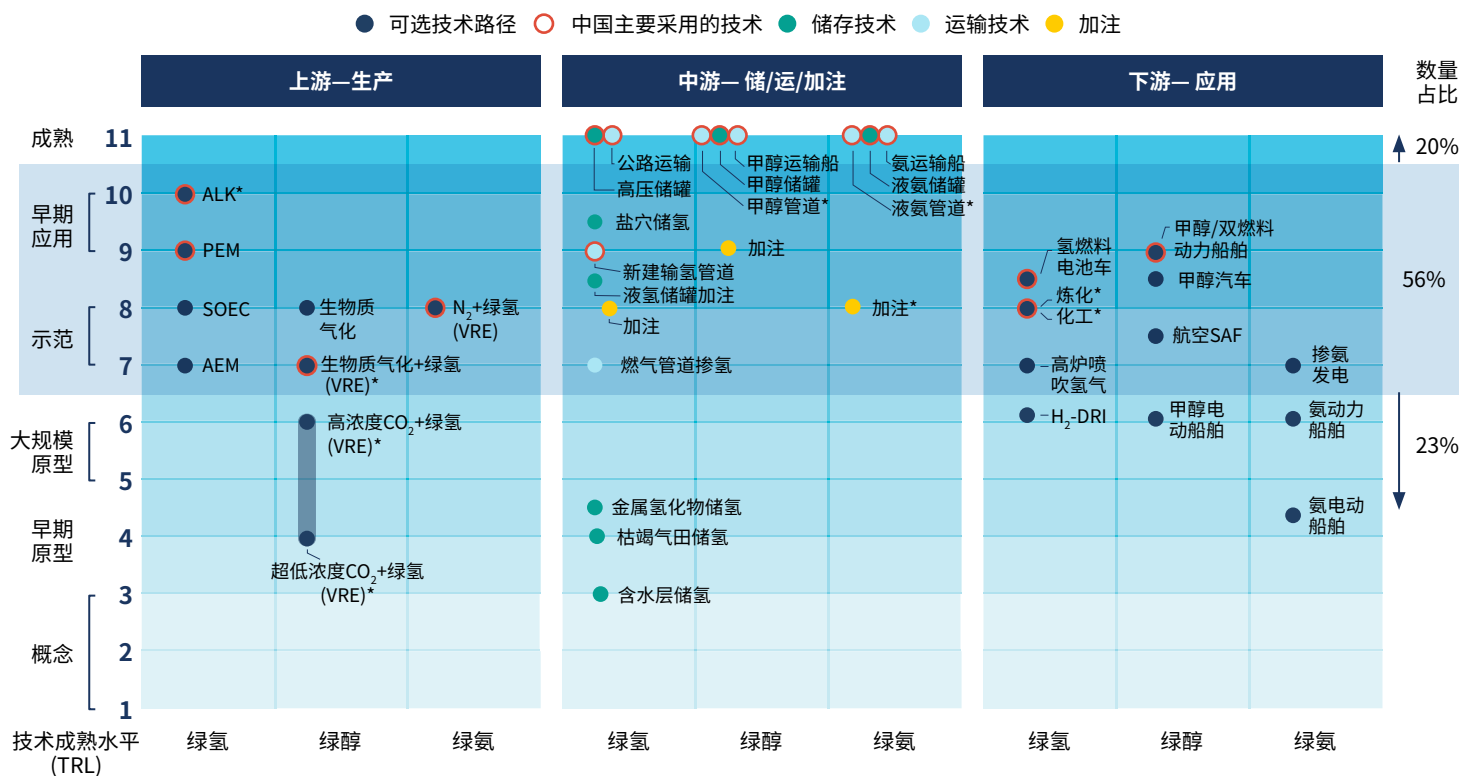 可选技术路径 中国主要采用的技术 储存技术 运输技术 加注
上游—生产
中游— 储/运/加注
下游— 应用
数量
占比
成熟 11
10
早期
应用
9
8
示范
7
6
大规模
原型
5
早期
原型
4
3
概念
2
1
技术成熟水平
(TRL)
ALK*
PEM
SOEC
AEM
生物质
气化
生物质气化+绿氢
(VRE)*
高浓度CO2+绿氢
(VRE)*
超低浓度CO2+绿氢
(VRE)*
N2+绿氢
(VRE)
绿氢 绿醇 绿氨
公路运输
高压储罐
盐穴储氢
新建输氢管道
液氢储罐加注
加注
燃气管道掺氢
金属氢化物储氢
枯竭气田储氢
含水层储氢
甲醇运输船
甲醇储罐
甲醇管道*
加注
氨运输船
液氨储罐
液氨管道*
加注*
绿氢 绿醇 绿氨
氢燃料
电池车
炼化*
化工*
高炉喷
吹氢气
H2-DRI
甲醇/双燃料
动力船舶
甲醇汽车
航空SAF
甲醇电
动船舶
掺氨
发电
氨动力
船舶
氨电动
船舶
绿氢 绿醇 绿氨
20%
56%
23%